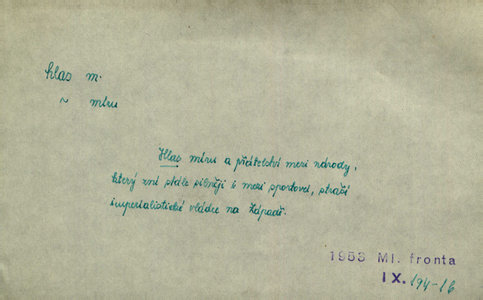 hlas m.
~ míru
Hlas míru a přátelství mezi národy,
který zní stále silněji i mezi sportovci, straší
imperialistické vládce na Západě.
1953 Ml. fronta
IX. 194-16